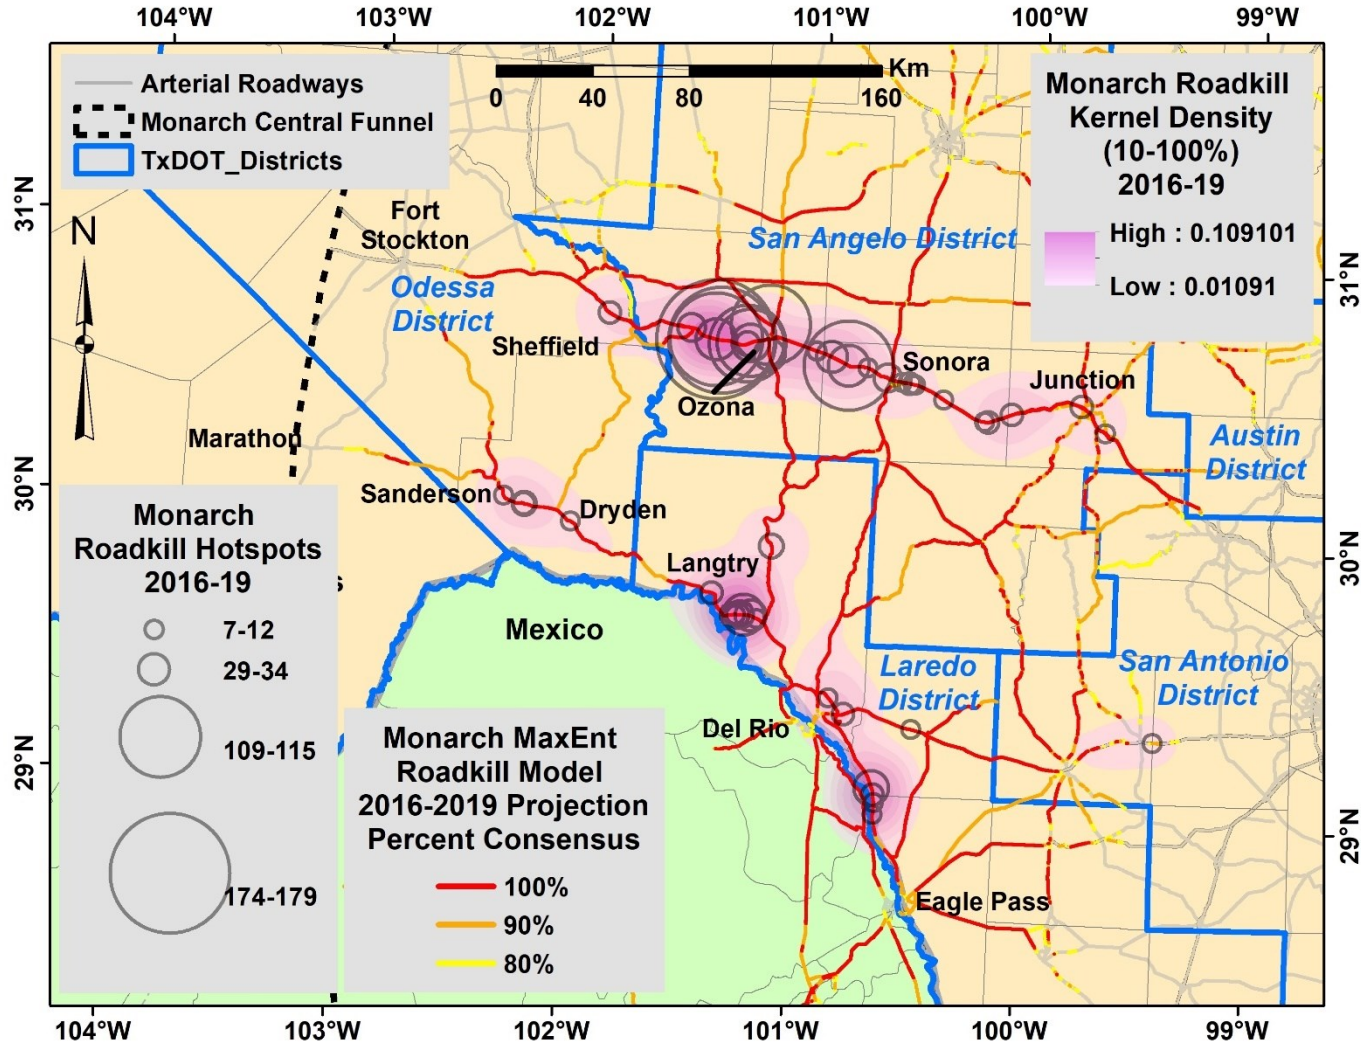 104°W 103°W 102°W 101°W 100°W 99°W
Arterial Roadways
Monarch Central Funnel
TxDOT_Districts
Km
0 40 80 160
Monarch Roadkill
Kernel Density
(10-100%)
2016-19
High : 0.109101
Low : 0.01091
31°N
31°N
30°N
30°N
29°N
29°N
N
Fort
Stockton
San Angelo District
Odessa
District
Sheffield
Sonora
Ozona
Junction
Marathon
Austin
District
Sanderson
Dryden
Langtry
Mexico
Laredo
District
San Antonio
District
Del Rio
Eagle Pass
Monarch
Roadkill Hotspots
2016-19
s
7-12
29-34
109-115
174-179
Monarch MaxEnt
Roadkill Model
2016-2019 Projection
Percent Consensus
100%
90%
80%
104°W 103°W 102°W 101°W 100°W 99°W